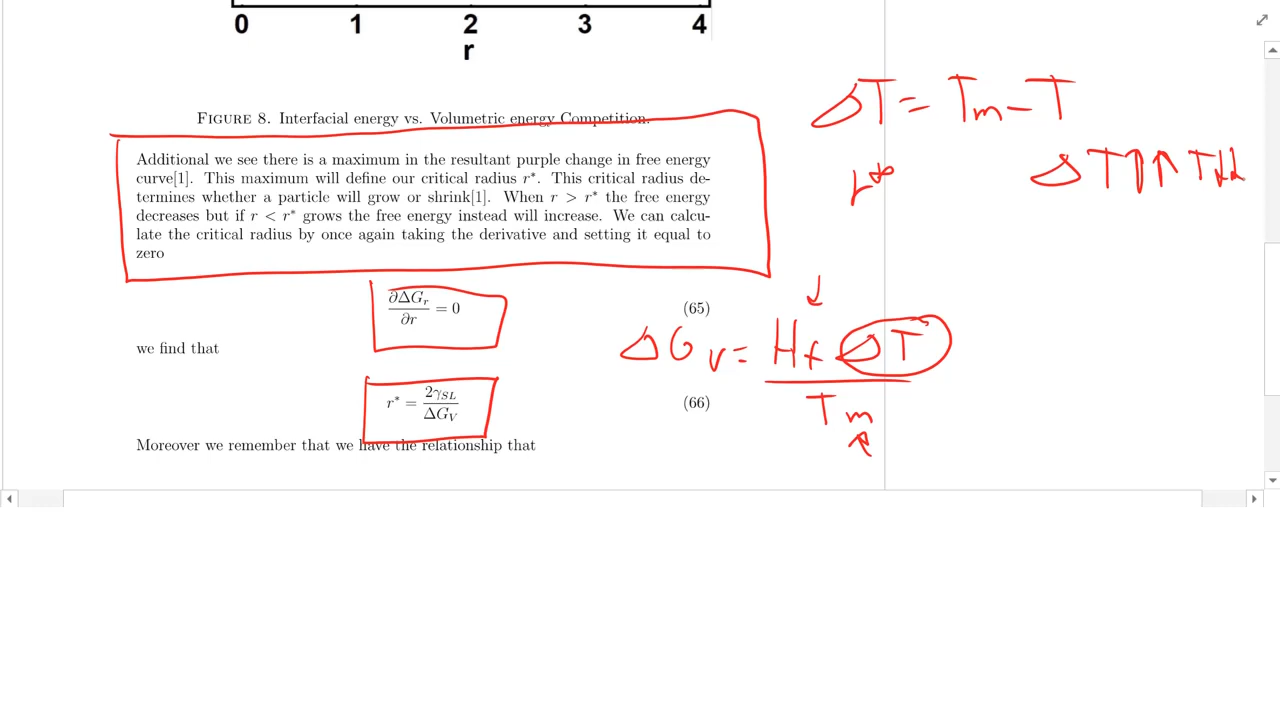 0 1 2 3 4
r
FIGURE 8. Interfacial energy vs. Volumetric energy Competition.
Additional we see there is a maximum in the resultant purple change in free energy
curve[1]. This maximum will define our critical radius r*. This critical radius de-
termines whether a particle will grow or shrink[1]. When r > r* the free energy
decreases but if r < r* grows the free energy instead will increase. We can calcu-
late the critical radius by once again taking the derivative and setting it equal to
zero
∂ΔG_r/∂r = 0 (65)
we find that
r* = 2γ_SL/ΔG_V (66)
Moreover we remember that we have the relationship that
ΔT = Tm − T
r*
ΔT↑↑ T↓↓
↓
ΔGv = Hf ΔT
Tm
↑